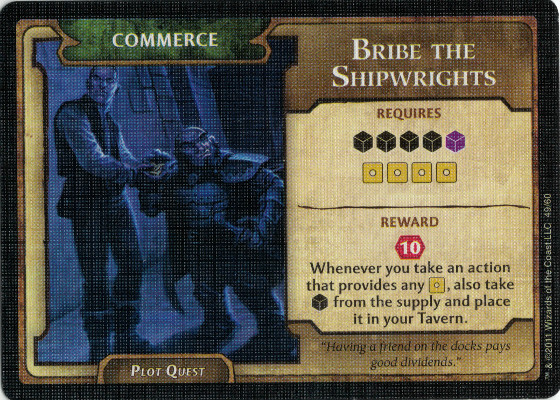 COMMERCE
BRIBE THE
SHIPWRIGHTS
REQUIRES
REWARD
10
Whenever you take an action
that provides any , also take
from the supply and place
it in your Tavern.
"Having a friend on the docks pays
good dividends."
PLOT QUEST
™ & ©2011 Wizards of the Coast LLC 49/60